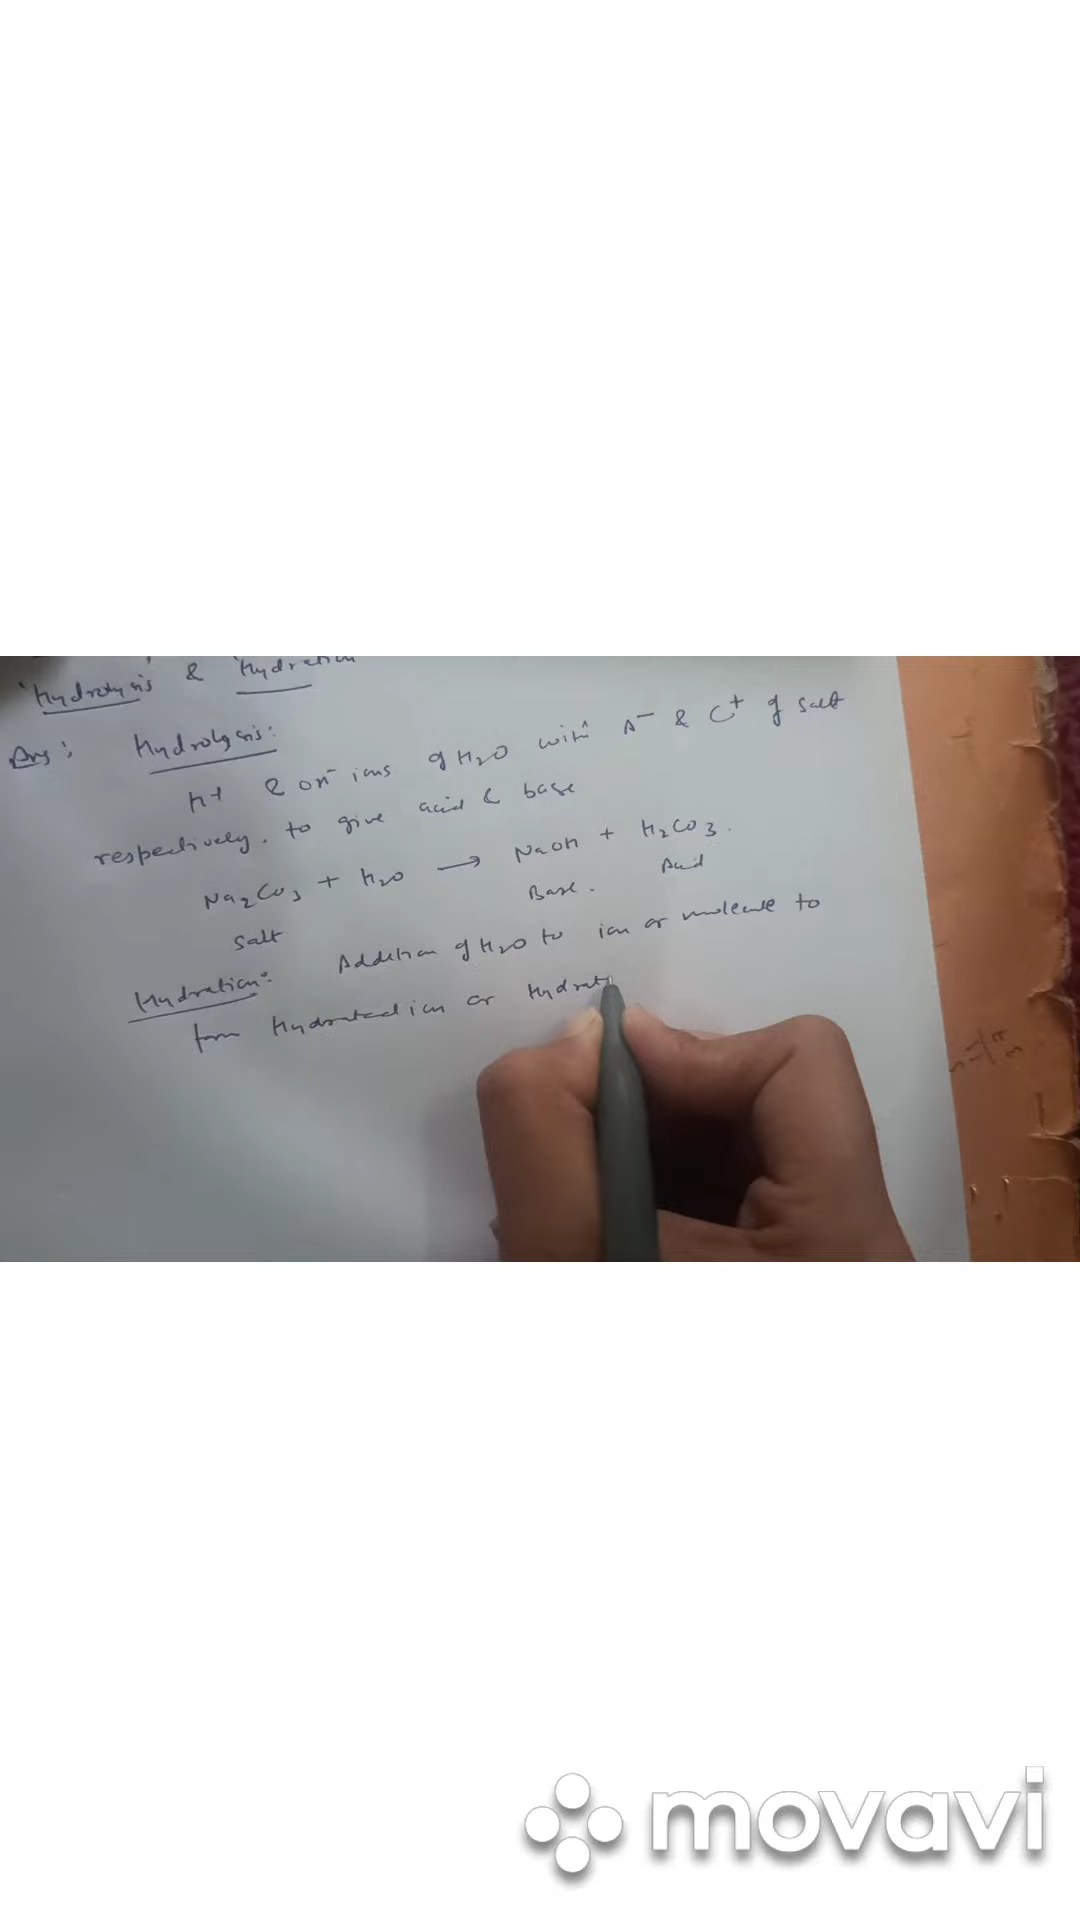 'Hydrolysis' & 'Hydration
Ans: Hydrolysis:
H+ & OH- ions of H2O with A- & C+ of salt
respectively. to give acid & base
Na2CO3 + H2O → NaOH + H2CO3.
Salt Base. Acid
Hydration: Addition of H2O to ion or molecule to
form Hydrated ion or Hydrat
movavi